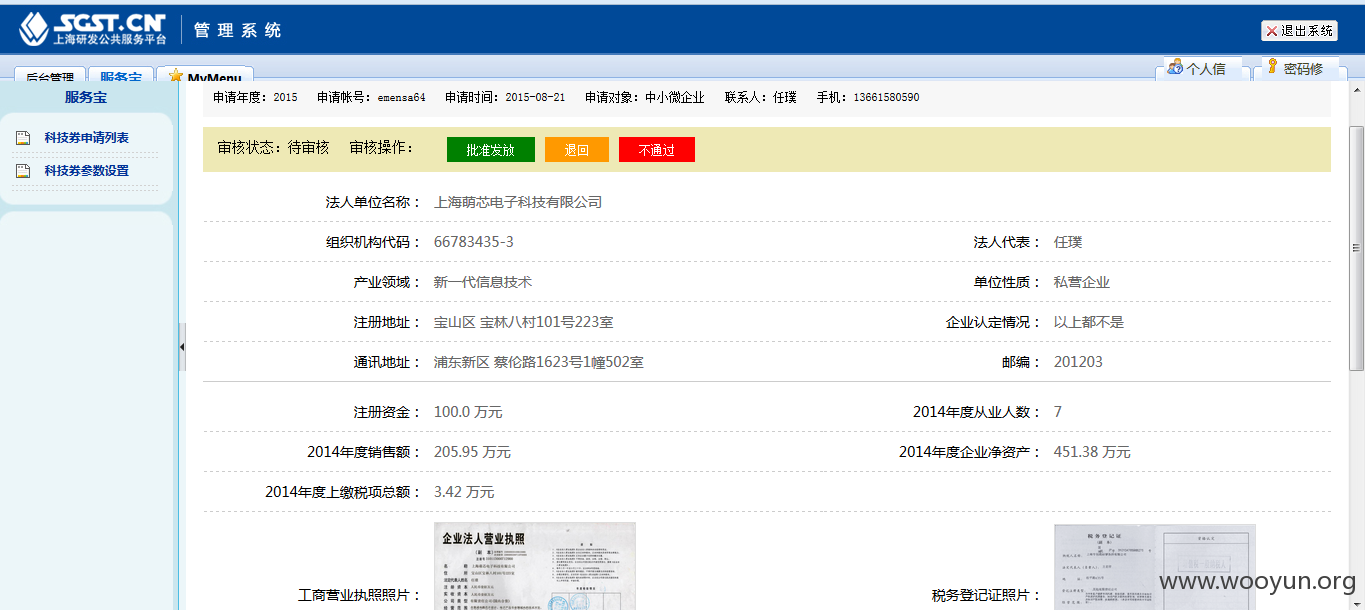 SGST.CN
上海研发公共服务平台
管理系统
退出系统
后台管理 服务宝 MyMenu
个人信 密码修
服务宝
科技券申请列表
科技券参数设置
申请年度：2015 申请帐号：emensa64 申请时间：2015-08-21 申请对象：中小微企业 联系人：任璞 手机：13661580590
审核状态：待审核 审核操作： 批准发放 退回 不通过
法人单位名称： 上海萌芯电子科技有限公司
组织机构代码： 66783435-3 法人代表： 任璞
产业领域： 新一代信息技术 单位性质： 私营企业
注册地址： 宝山区 宝林八村101号223室 企业认定情况： 以上都不是
通讯地址： 浦东新区 蔡伦路1623号1幢502室 邮编： 201203
注册资金： 100.0 万元 2014年度从业人数： 7
2014年度销售额： 205.95 万元 2014年度企业净资产： 451.38 万元
2014年度上缴税项总额： 3.42 万元
工商营业执照照片： 税务登记证照片：
企业法人营业执照
税务登记证
www.wooyun.org